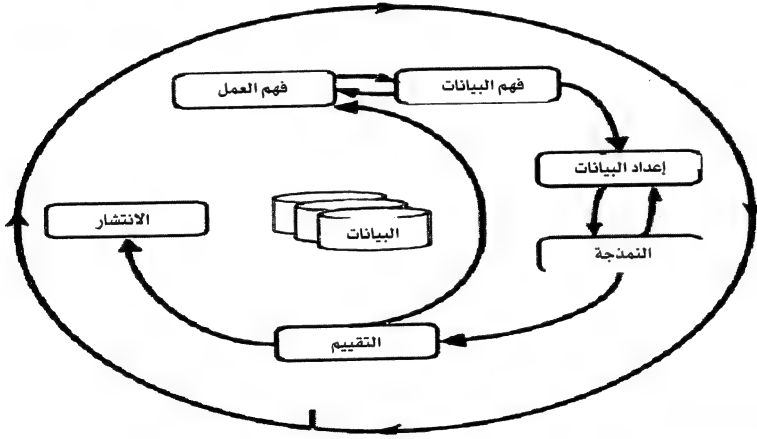 فهم العمل
فهم البيانات
إعداد البيانات
النمذجة
التقييم
الانتشار
البيانات